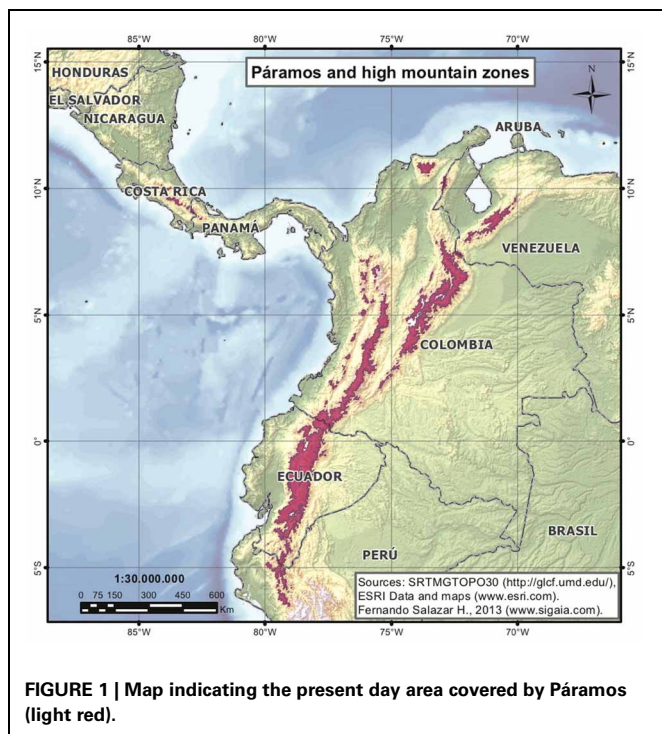 85°W 80°W 75°W 70°W
15°N 15°N
Páramos and high mountain zones
N
HONDURAS
EL SALVADOR
NICARAGUA
ARUBA
10°N 10°N
COSTA RICA
PANAMÁ
VENEZUELA
5°N 5°N
COLOMBIA
0° 0°
ECUADOR
BRASIL
PERÚ
5°S 5°S
1:30.000.000
0 75 150 300 450 600
Km
Sources: SRTMGTOPO30 (http://glcf.umd.edu/),
ESRI Data and maps (www.esri.com).
Fernando Salazar H., 2013 (www.sigaia.com).
85°W 80°W 75°W 70°W
FIGURE 1 | Map indicating the present day area covered by Páramos
(light red).